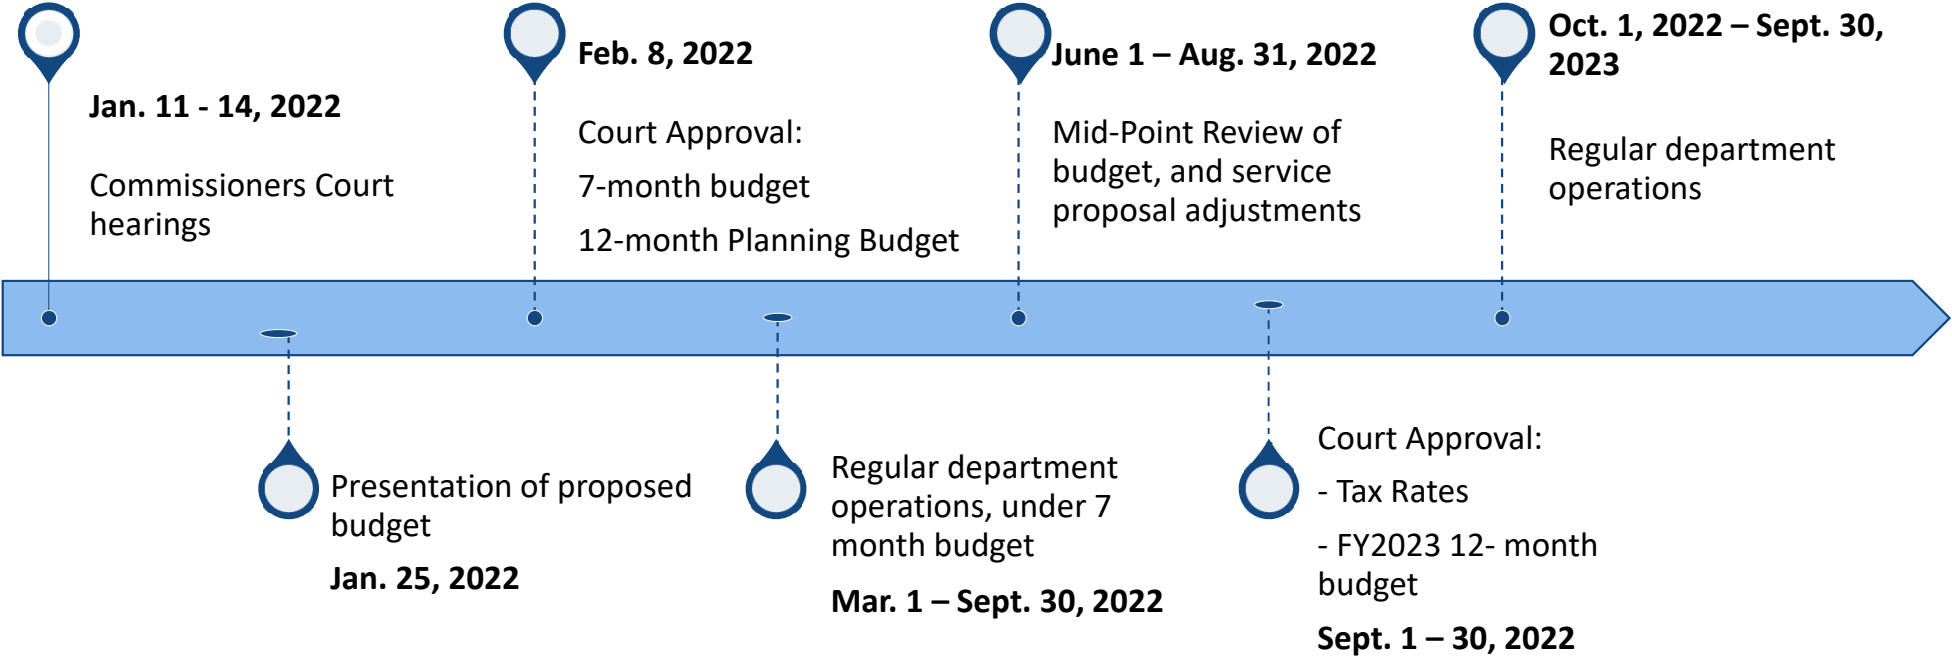 Jan. 11 - 14, 2022
Commissioners Court
hearings
Presentation of proposed
budget
Jan. 25, 2022
Feb. 8, 2022
Court Approval:
7-month budget
12-month Planning Budget
Regular department
operations, under 7
month budget
Mar. 1 – Sept. 30, 2022
June 1 – Aug. 31, 2022
Mid-Point Review of
budget, and service
proposal adjustments
Court Approval:
- Tax Rates
- FY2023 12- month
budget
Sept. 1 – 30, 2022
Oct. 1, 2022 – Sept. 30,
2023
Regular department
operations